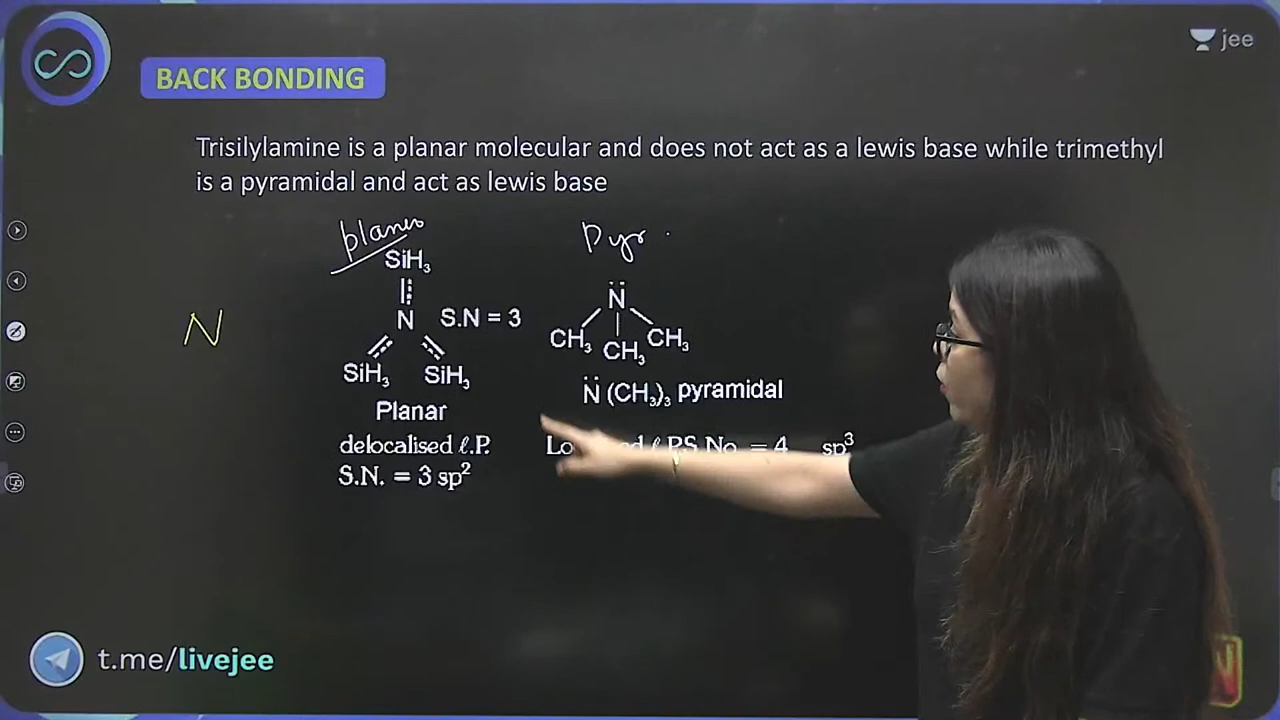 jee
BACK BONDING
Trisilylamine is a planar molecular and does not act as a lewis base while trimethyl
is a pyramidal and act as lewis base
planer
Pyr
SiH₃
N̈
N
N S.N = 3
CH₃ CH₃ CH₃
SiH₃ SiH₃
N̈ (CH₃)₃ pyramidal
Planar
delocalised ℓ.P. = 4 sp³
S.N. = 3 sp²
t.me/livejee
N